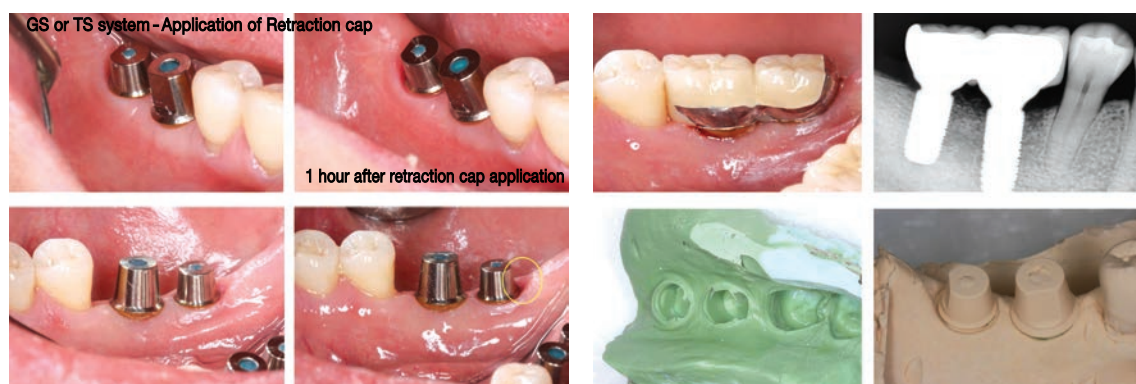 GS or TS system - Application of Retraction cap
1 hour after retraction cap application